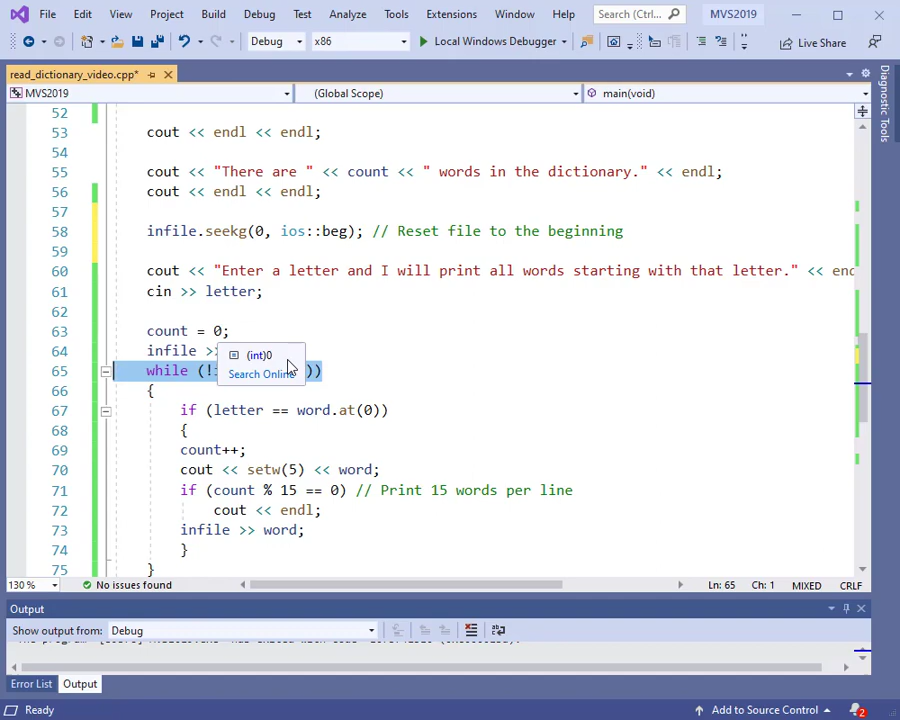 File Edit View Git Project Build Debug Test Analyze Tools Extensions Window Help Search (Ctrl... MVS2019
Debug x86 Local Windows Debugger Live Share
read_dictionary_video.cpp*
MVS2019 (Global Scope) main(void)
Diagnostic Tools
52
53 cout << endl << endl;
54
55 cout << "There are " << count << " words in the dictionary." << endl;
56 cout << endl << endl;
57
58 infile.seekg(0, ios::beg); // Reset file to the beginning
59
60 cout << "Enter a letter and I will print all words starting with that letter." << end
61 cin >> letter;
62
63 count = 0;
64 infile >>
(int)0
Search Online
65 while (! ))
66 {
67 if (letter == word.at(0))
68 {
69 count++;
70 cout << setw(5) << word;
71 if (count % 15 == 0) // Print 15 words per line
72 cout << endl;
73 infile >> word;
74 }
75 }
130 % No issues found Ln: 65 Ch: 1 MIXED CRLF
Output
Show output from: Debug
Error List Output
Ready Add to Source Control 2